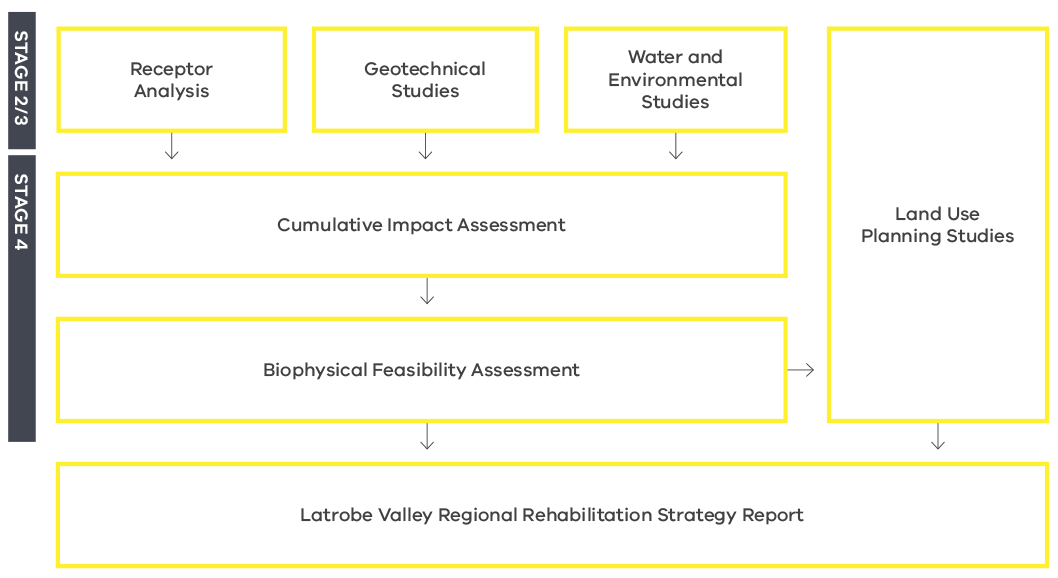 STAGE 2/3
Receptor
Analysis
Geotechnical
Studies
Water and
Environmental
Studies
STAGE 4
Cumulative Impact Assessment
Land Use
Planning Studies
Biophysical Feasibility Assessment
Latrobe Valley Regional Rehabilitation Strategy Report